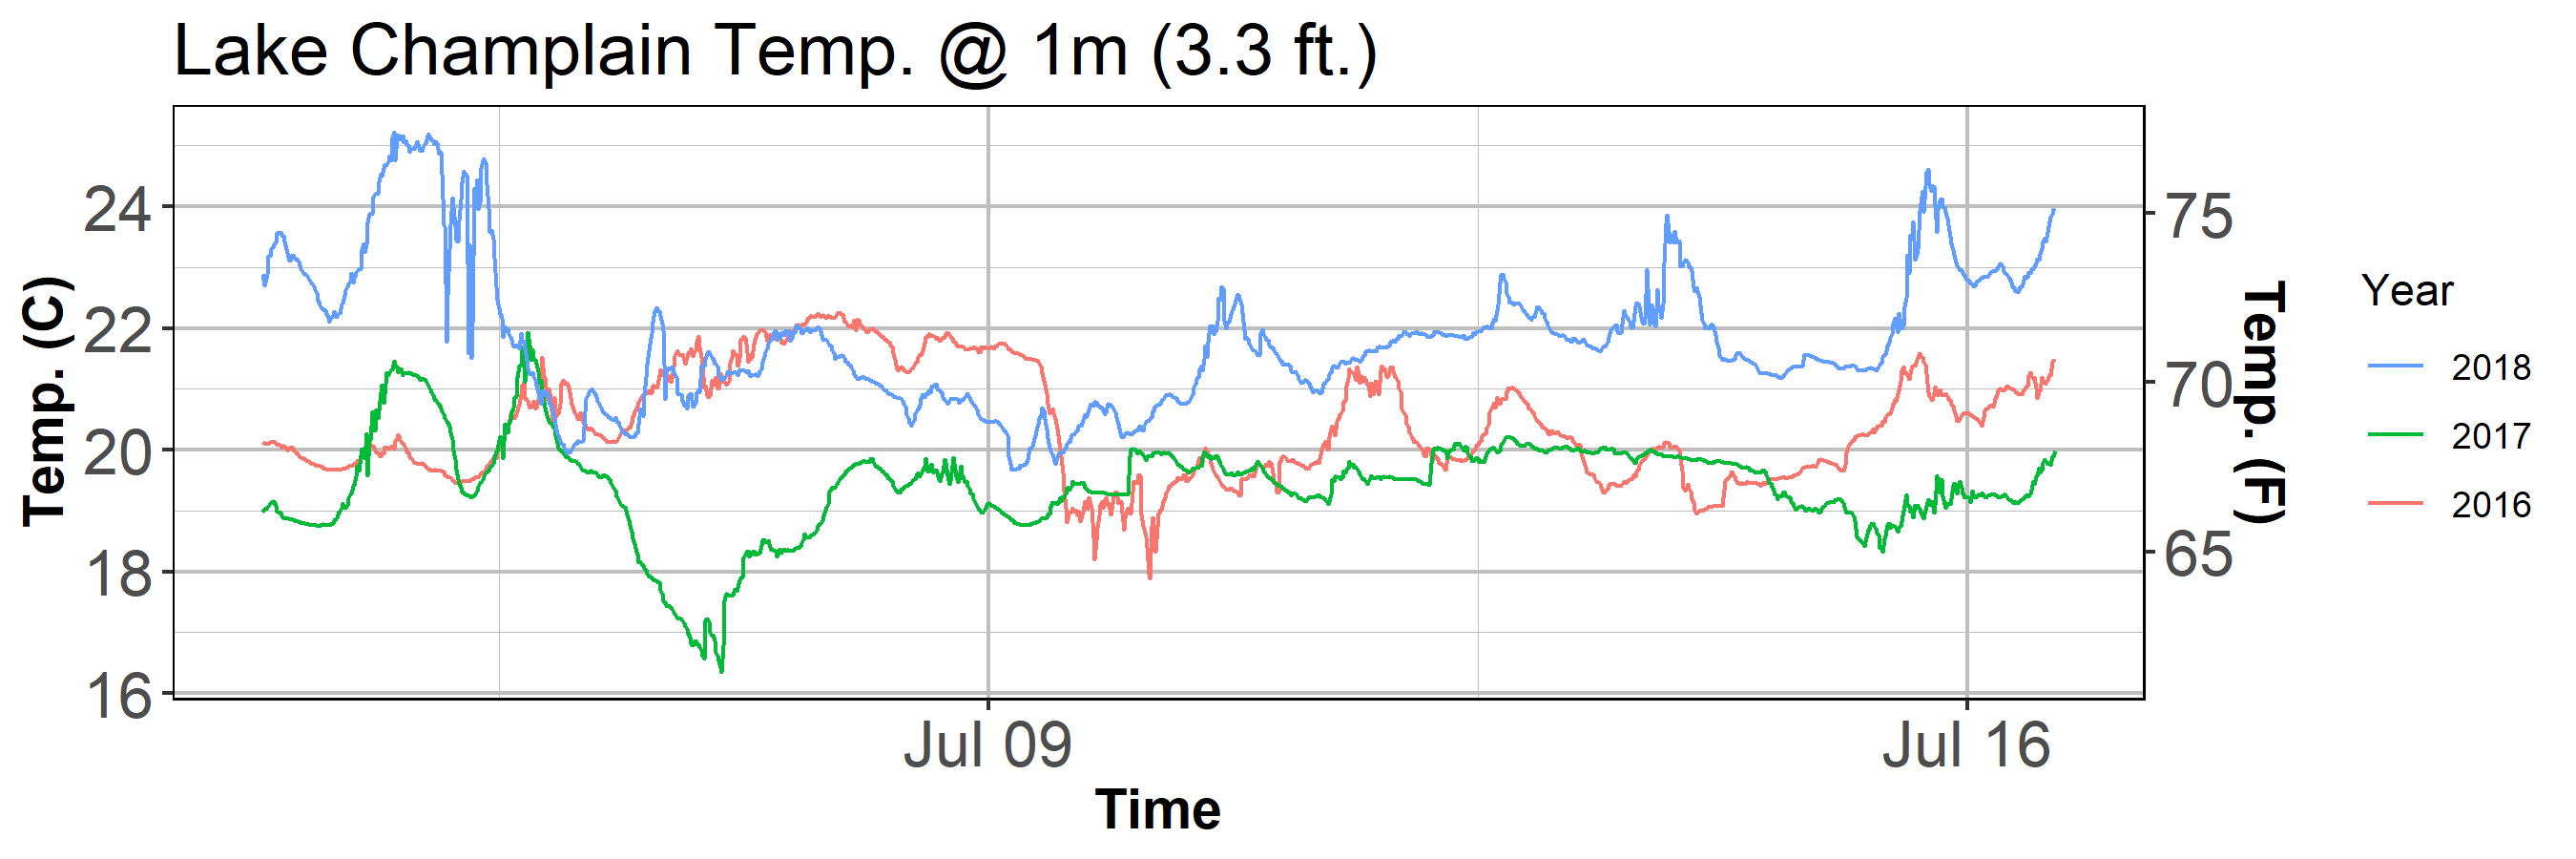 Lake Champlain Temp. @ 1m (3.3 ft.)
Temp. (C)
24
22
20
18
16
75
70
65
Temp. (F)
Jul 09
Jul 16
Time
Year
2018
2017
2016